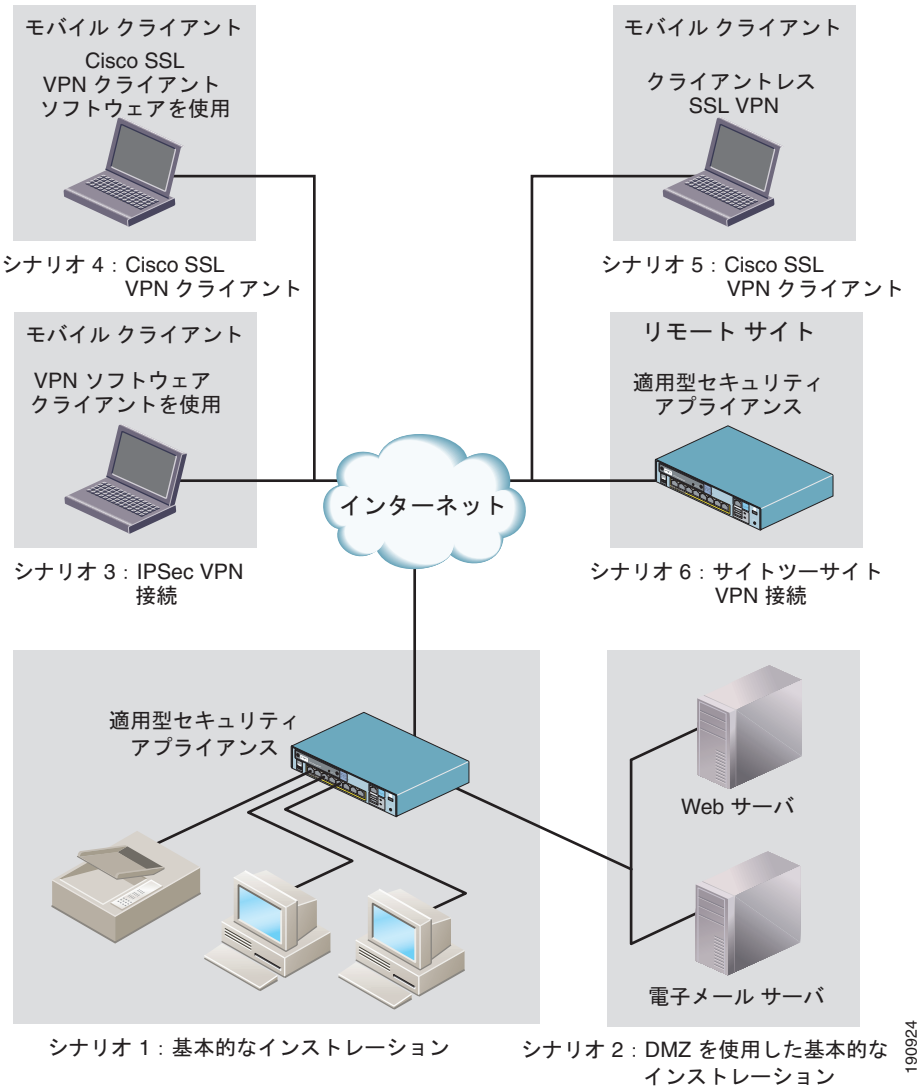 モバイル クライアント
Cisco SSL
VPN クライアント
ソフトウェアを使用
シナリオ 4：Cisco SSL
VPN クライアント
モバイル クライアント
クライアントレス
SSL VPN
シナリオ 5：Cisco SSL
VPN クライアント
モバイル クライアント
VPN ソフトウェア
クライアントを使用
シナリオ 3：IPSec VPN
接続
インターネット
リモート サイト
適用型セキュリティ
アプライアンス
シナリオ 6：サイトツーサイト
VPN 接続
適用型セキュリティ
アプライアンス
シナリオ 1：基本的なインストレーション
Web サーバ
電子メール サーバ
シナリオ 2：DMZ を使用した基本的な
インストレーション
190924